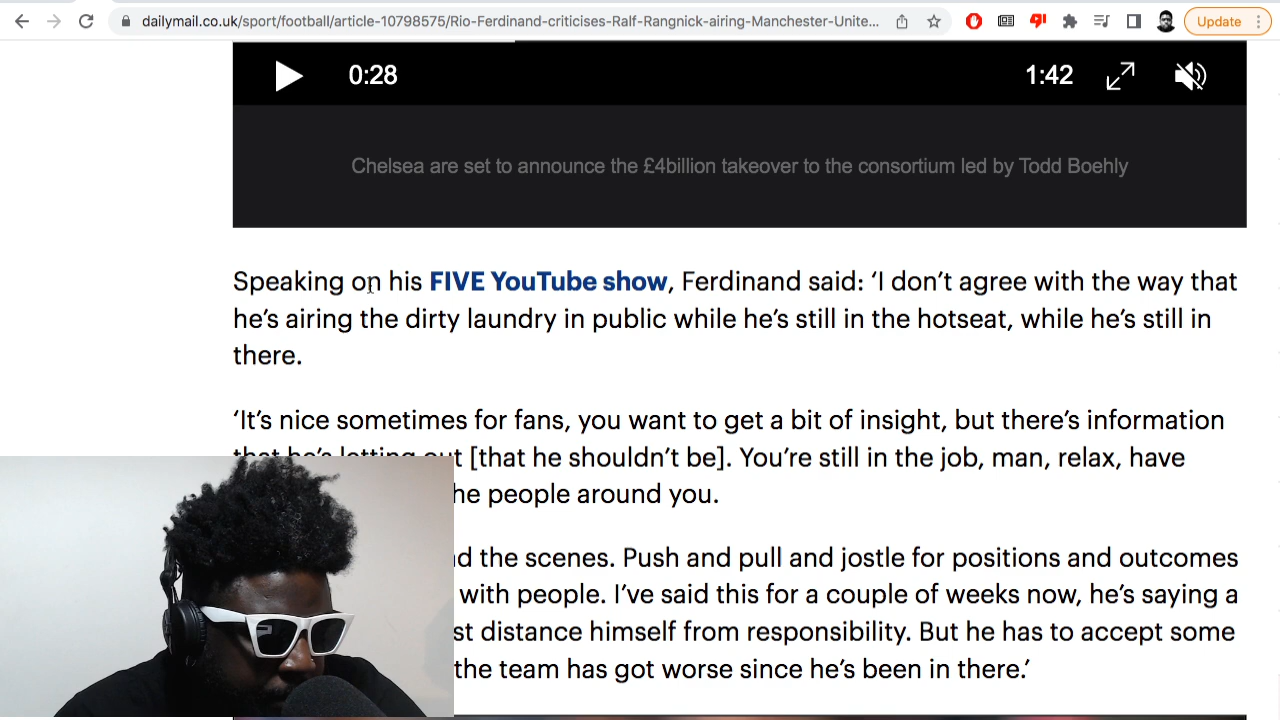 dailymail.co.uk/sport/football/article-10798575/Rio-Ferdinand-criticises-Ralf-Rangnick-airing-Manchester-Unite...
Update
0:28
1:42
Chelsea are set to announce the £4billion takeover to the consortium led by Todd Boehly
Speaking on his FIVE YouTube show, Ferdinand said: ‘I don’t agree with the way that
he’s airing the dirty laundry in public while he’s still in the hotseat, while he’s still in
there.
‘It’s nice sometimes for fans, you want to get a bit of insight, but there’s information
that he’s letting out [that he shouldn’t be]. You’re still in the job, man, relax, have
the people around you.
the scenes. Push and pull and jostle for positions and outcomes
with people. I’ve said this for a couple of weeks now, he’s saying a
distance himself from responsibility. But he has to accept some
the team has got worse since he’s been in there.’